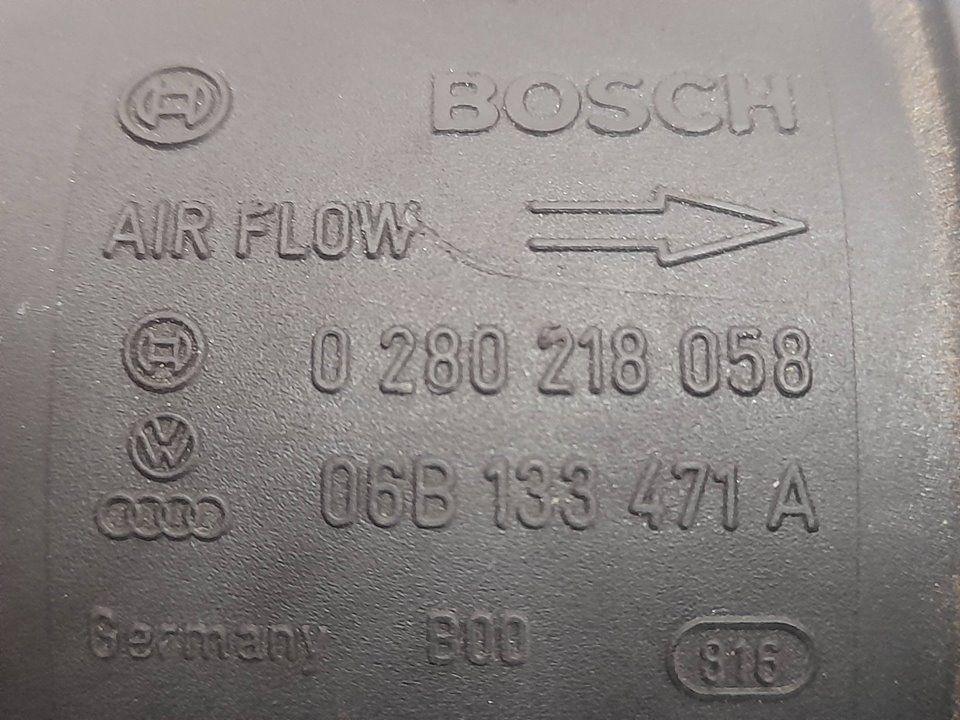 BOSCH
AIR FLOW
0 280 218 058
06B 133 471 A
Germany B00 916